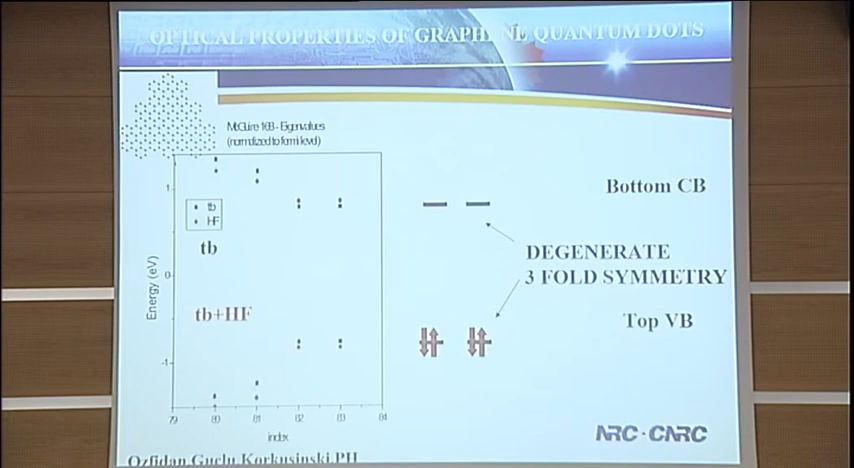 OPTICAL PROPERTIES OF GRAPHENE QUANTUM DOTS
McGuire 168 - Eigenvalues
(normalized to fermi level)
1
tb
HF
tb
Energy (eV)
0
tb+HF
-1
79 80 81 82 83 84
index
Bottom CB
DEGENERATE
3 FOLD SYMMETRY
Top VB
NRC·CNRC
Ozfidan,Guclu,Korkusinski,PH